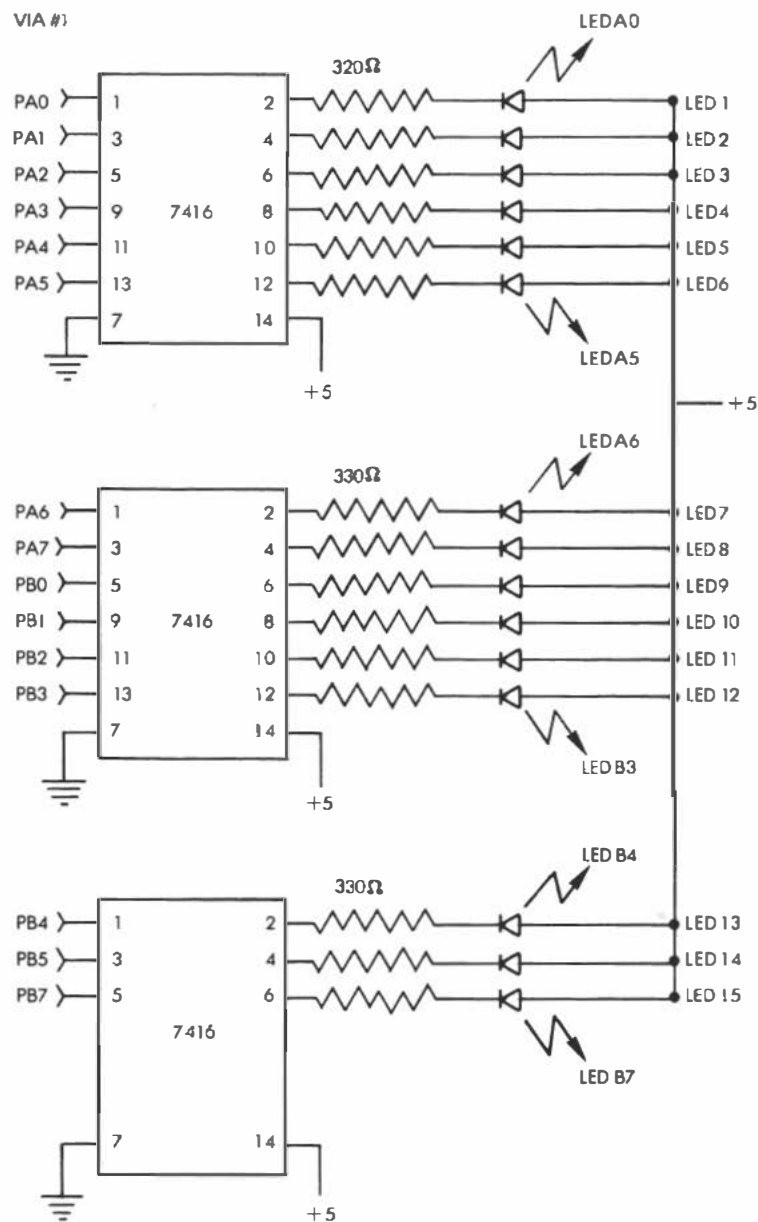 VIA #1
LEDA0
320Ω
PA0 1 2 LED 1
PA1 3 4 LED 2
PA2 5 6 LED 3
PA3 9 7416 8 LED4
PA4 11 10 LED 5
PA5 13 12 LED6
7 14
LEDA5
+5
+5
LEDA6
330Ω
PA6 1 2 LED7
PA7 3 4 LED 8
PB0 5 6 LED9
PB1 9 7416 8 LED 10
PB2 11 10 LED 11
PB3 13 12 LED 12
7 14
LED B3
+5
LED B4
330Ω
PB4 1 2 LED 13
PB5 3 4 LED 14
PB7 5 6 LED 15
7416
LED B7
7 14
+5